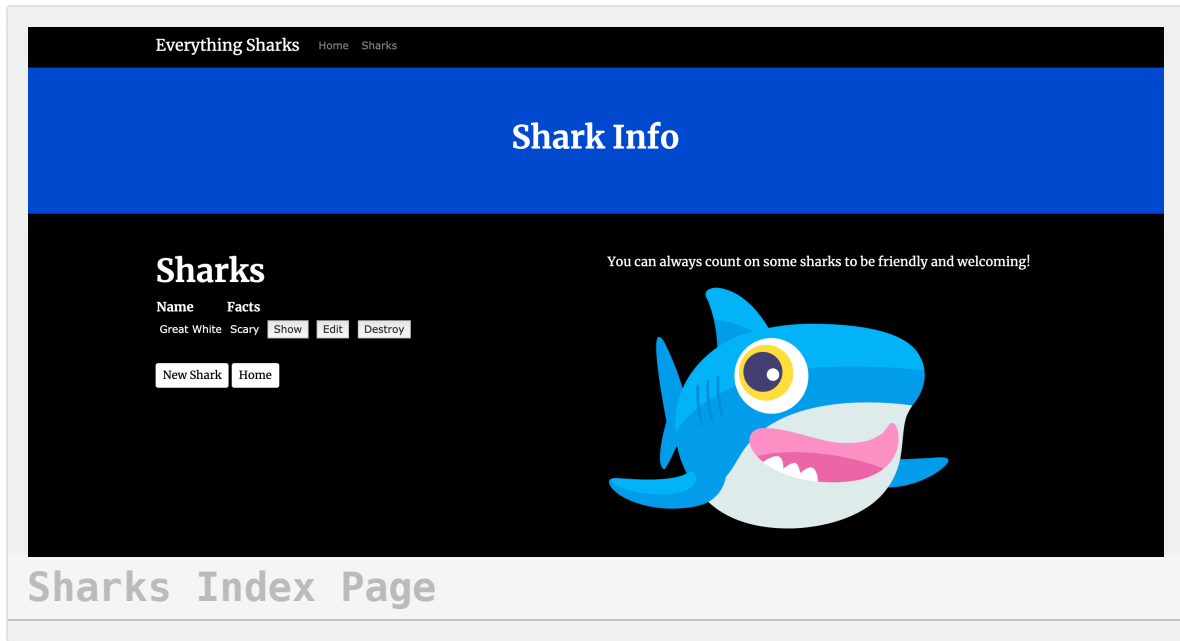 Everything Sharks Home Sharks
Shark Info
Sharks
Name Facts
Great White Scary Show Edit Destroy
New Shark Home
You can always count on some sharks to be friendly and welcoming!
Sharks Index Page